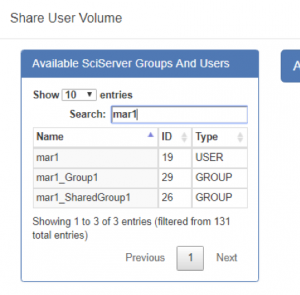 Share User Volume
Available SciServer Groups And Users
A
Show 10 entries
Search: mar1
Name ID Type
mar1 19 USER
mar1_Group1 29 GROUP
mar1_SharedGroup1 26 GROUP
Showing 1 to 3 of 3 entries (filtered from 131
total entries)
Previous 1 Next